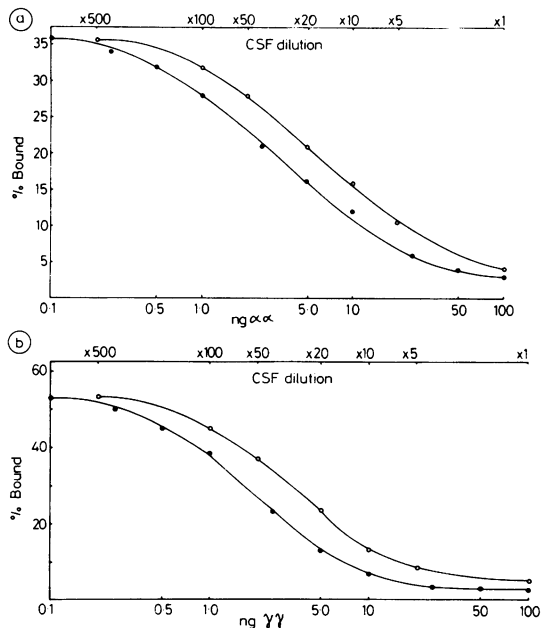 a
x500 x100 x50 x20 x10 x5 x1
CSF dilution
35
30
25
20
15
10
5
% Bound
0·1 0·5 1·0 5·0 10 50 100
ng αα
b
x500 x100 x50 x20 x10 x5 x1
CSF dilution
60
40
20
% Bound
0·1 0·5 1·0 5·0 10 50 100
ng γγ